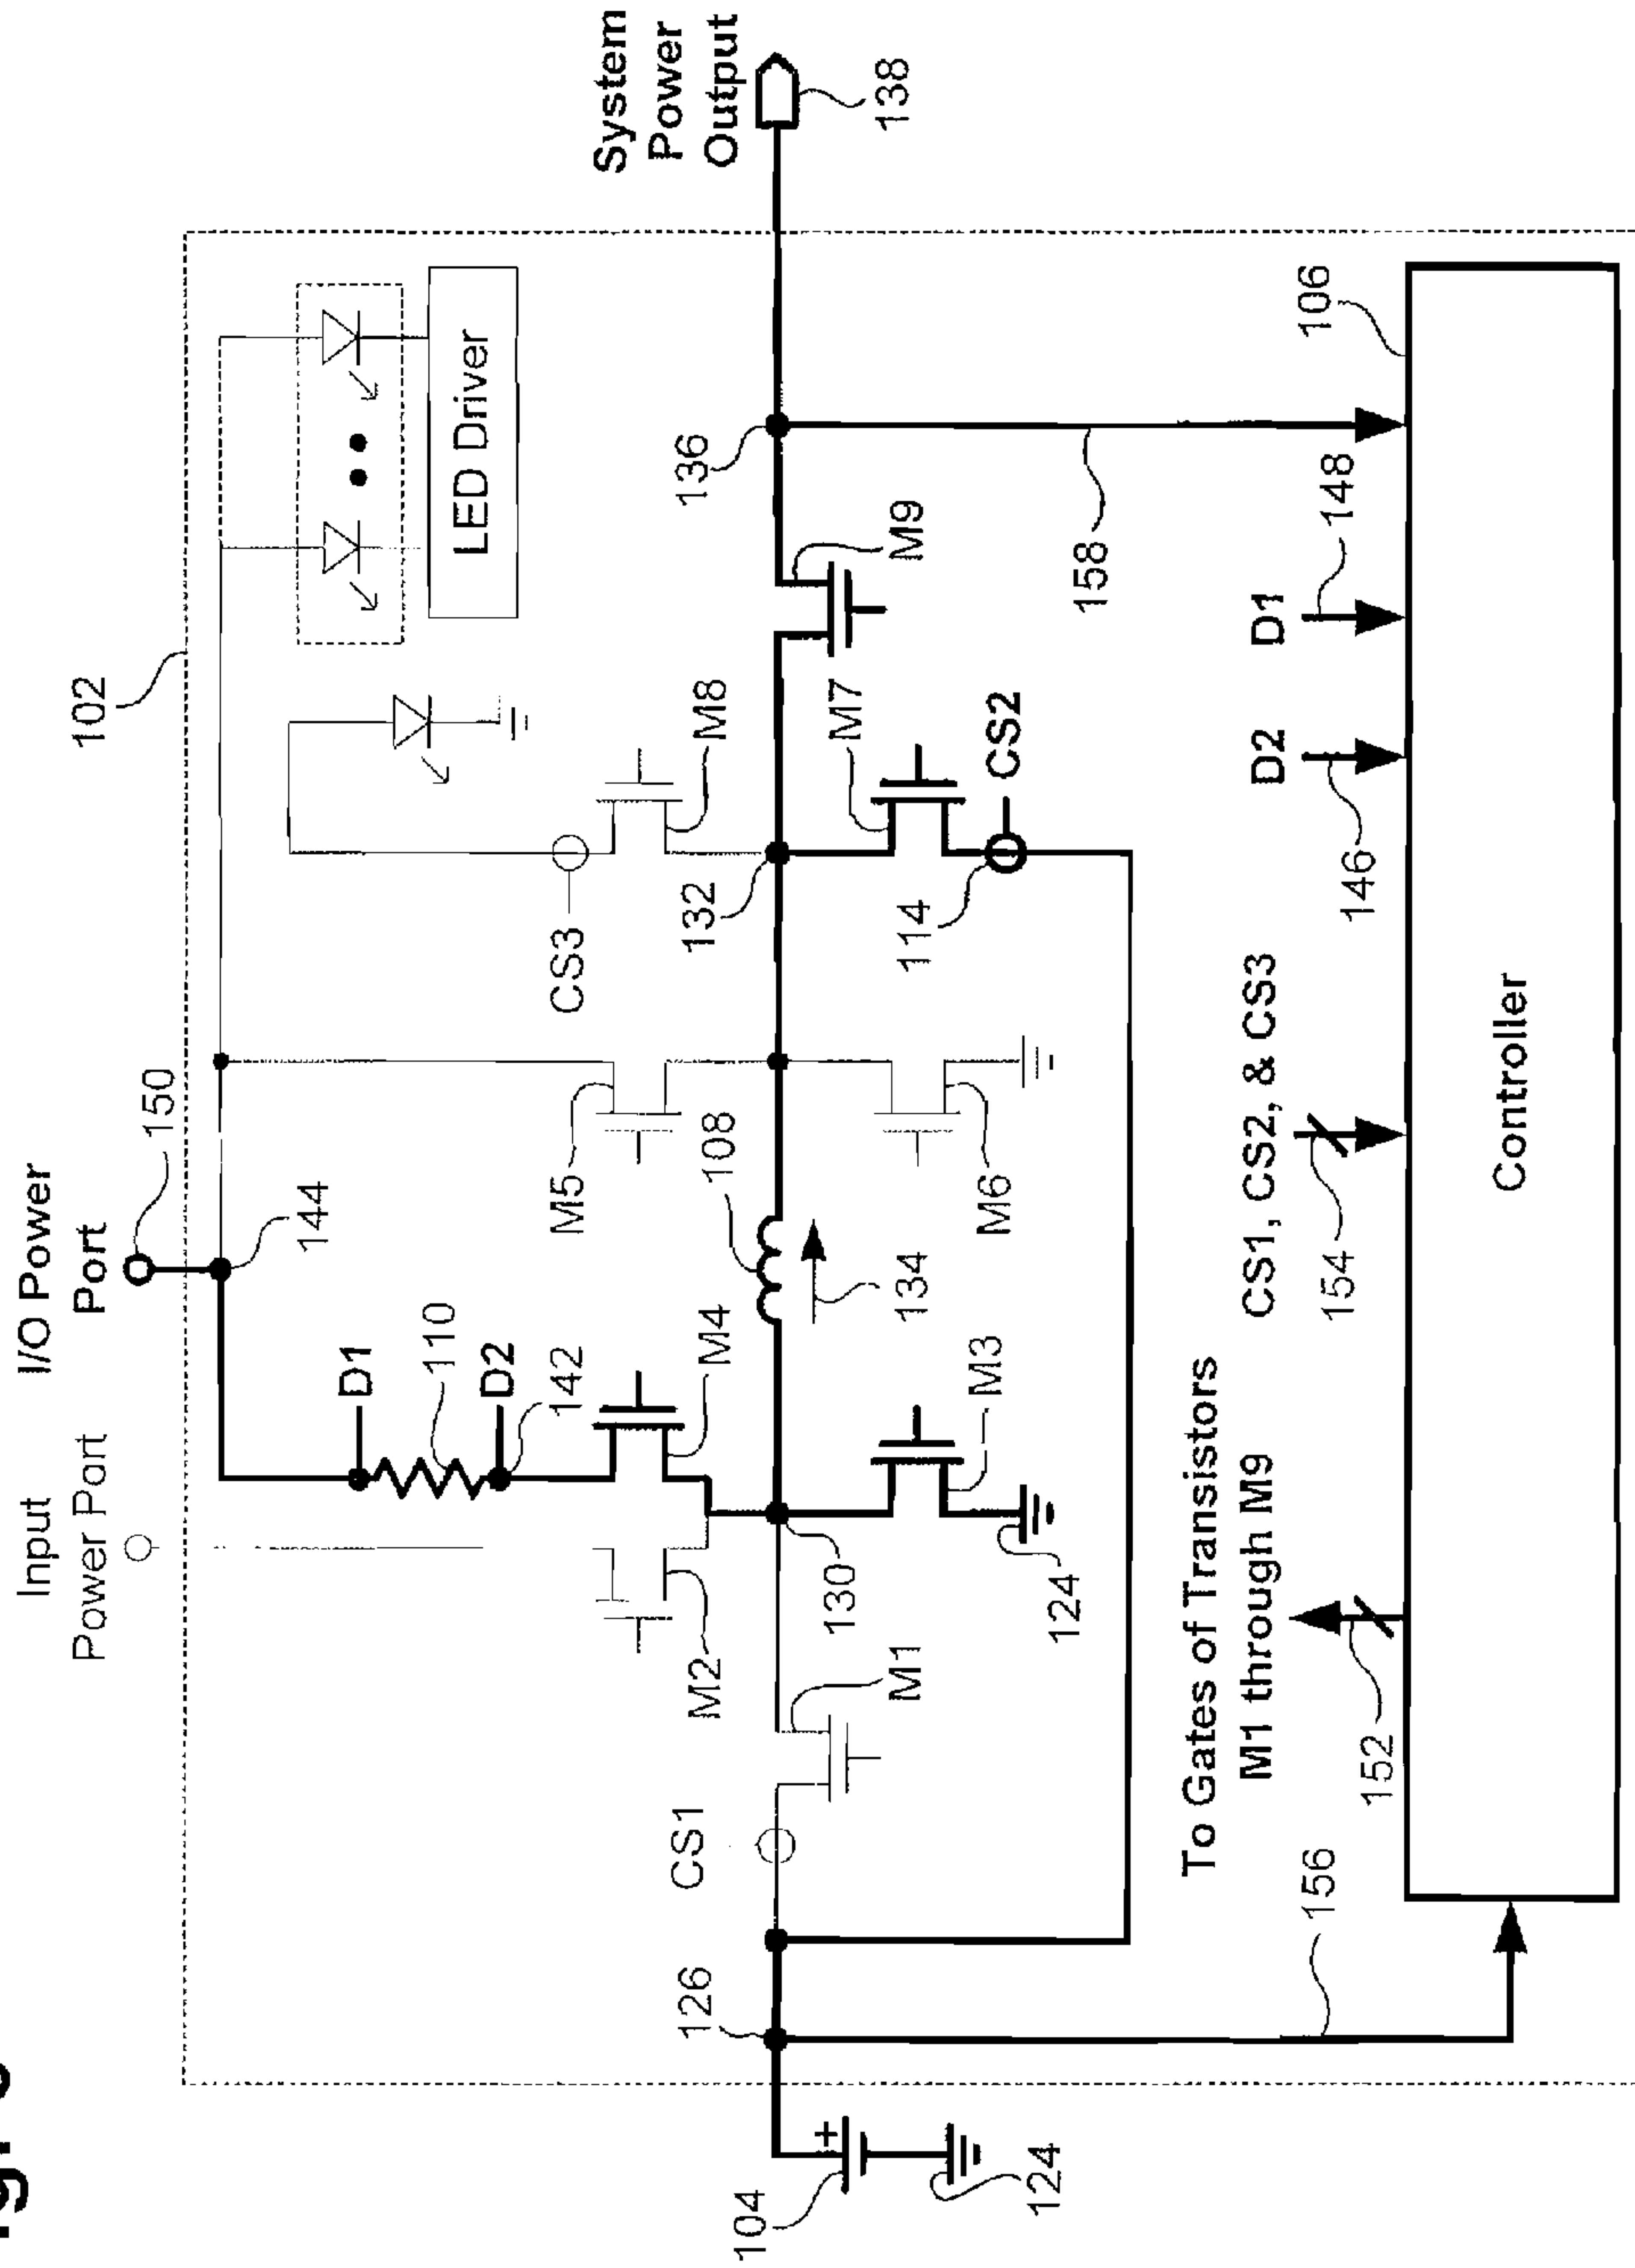 Input
Power Port
I/O Power
Port
150
102
144
D1
110
D2
142
LED Driver
CS3
M5
System
Power
Output
CS1
126
M2
M4
108
132
M8
136
104
130
M1
134
M7
M9
138
114
M3
M6
CS2
124
124
158
To Gates of Transistors
M1 through M9
CS1, CS2, & CS3
D2
D1
106
156
152
154
146
148
Controller